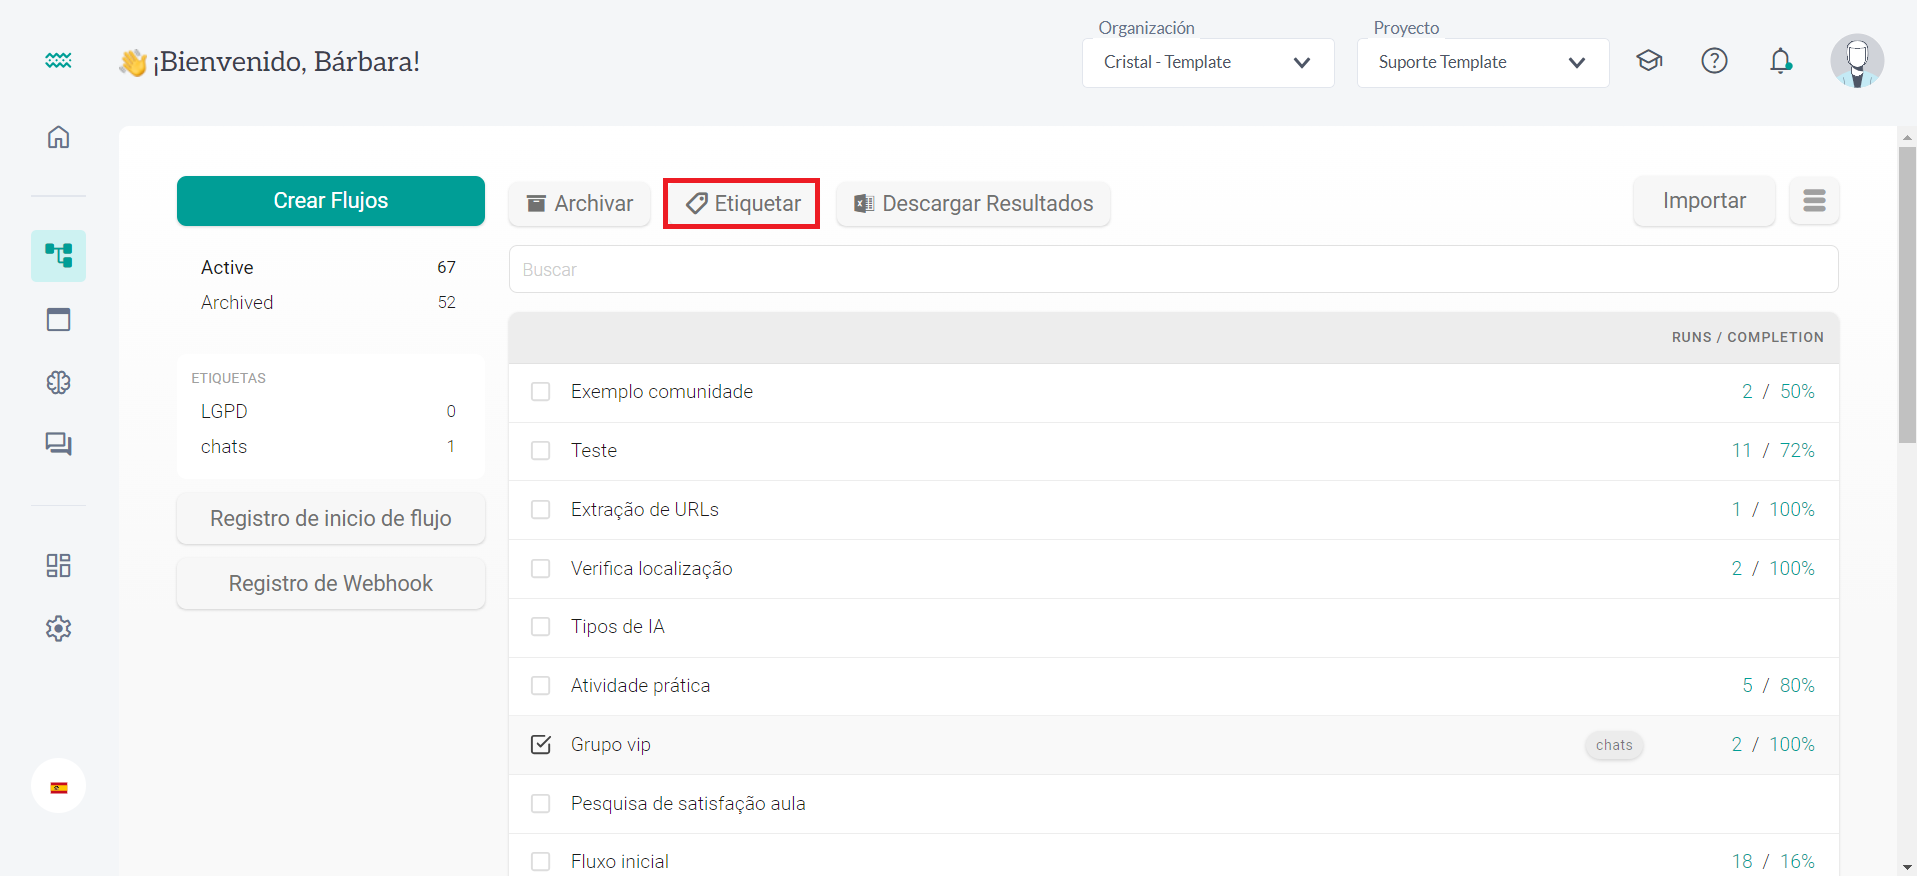 Organización
Proyecto
¡Bienvenido, Bárbara!
Cristal - Template
Suporte Template
Crear Flujos
Archivar
Etiquetar
Descargar Resultados
Importar
Active 67
Archived 52
Buscar
ETIQUETAS
LGPD 0
chats 1
Registro de inicio de flujo
Registro de Webhook
RUNS / COMPLETION
Exemplo comunidade 2 / 50%
Teste 11 / 72%
Extração de URLs 1 / 100%
Verifica localização 2 / 100%
Tipos de IA
Atividade prática 5 / 80%
Grupo vip chats 2 / 100%
Pesquisa de satisfação aula
Fluxo inicial 18 / 16%